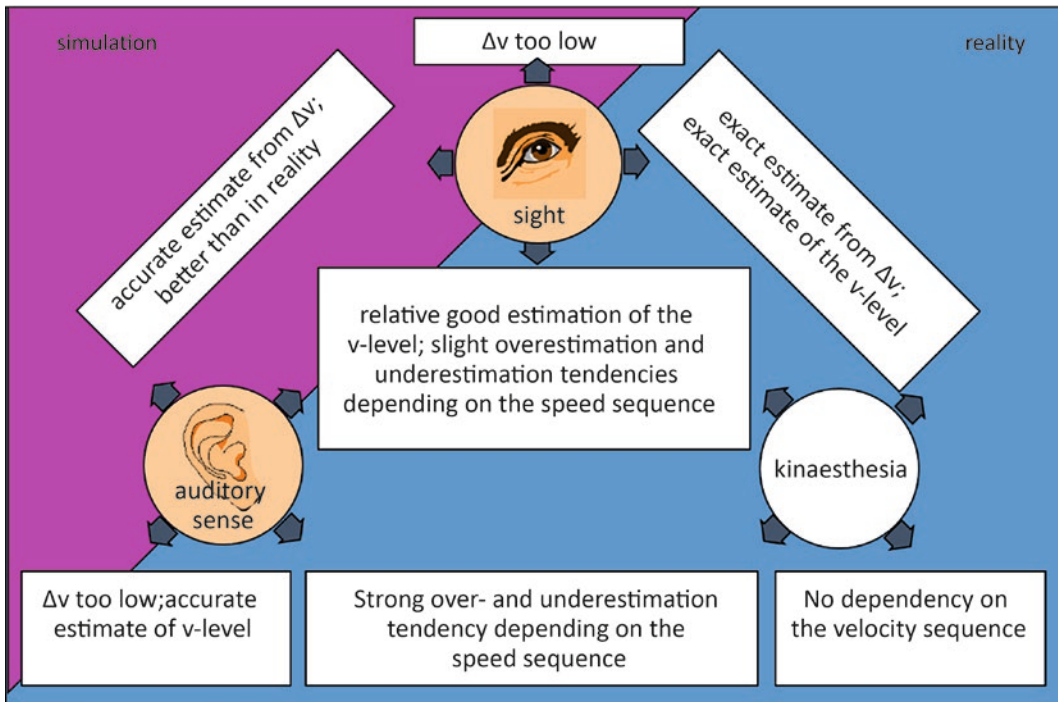 simulation
Δv too low
reality
accurate estimate from Δv;
better than in reality
sight
exact estimate from Δv;
exact estimate of the v-level
relative good estimation of the
v-level; slight overestimation and
underestimation tendencies
depending on the speed sequence
auditory
sense
kinaesthesia
Δv too low;accurate
estimate of v-level
Strong over- and underestimation
tendency depending on the
speed sequence
No dependency on
the velocity sequence